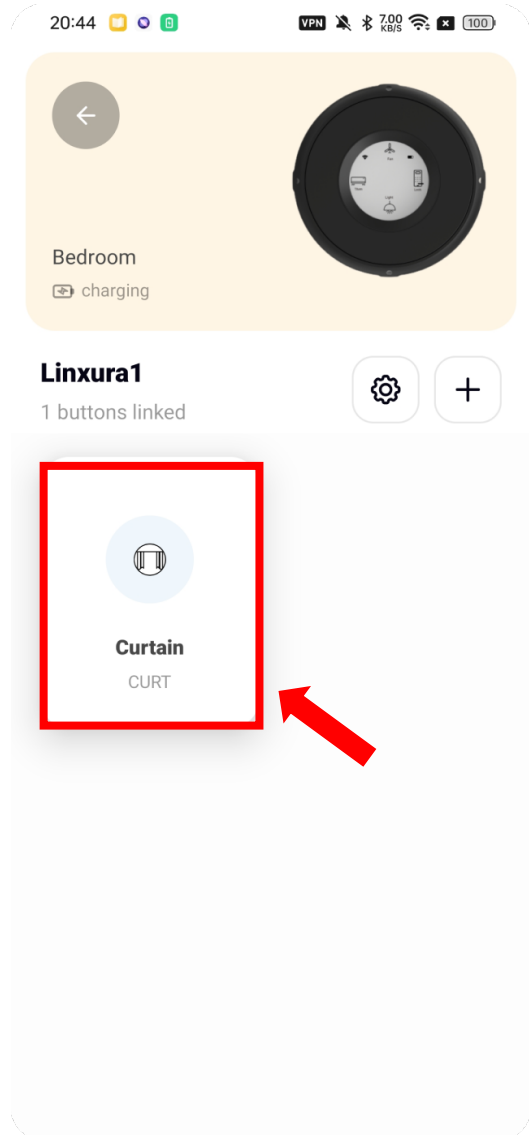 20:44
VPN 7.00 KB/S 100
Bedroom
charging
Linxura1
1 buttons linked
Curtain
CURT